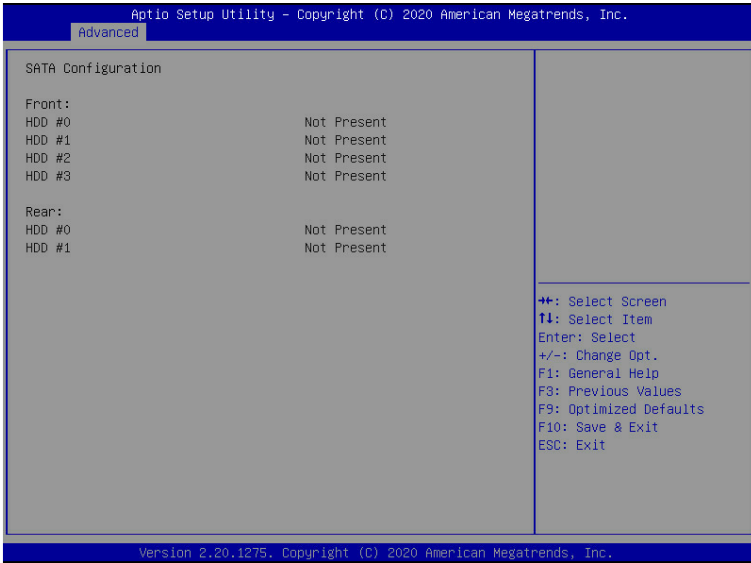 Aptio Setup Utility – Copyright (C) 2020 American Megatrends, Inc.
Advanced
SATA Configuration
Front:
HDD #0 Not Present
HDD #1 Not Present
HDD #2 Not Present
HDD #3 Not Present
Rear:
HDD #0 Not Present
HDD #1 Not Present
→←: Select Screen
↑↓: Select Item
Enter: Select
+/-: Change Opt.
F1: General Help
F3: Previous Values
F9: Optimized Defaults
F10: Save & Exit
ESC: Exit
Version 2.20.1275. Copyright (C) 2020 American Megatrends, Inc.